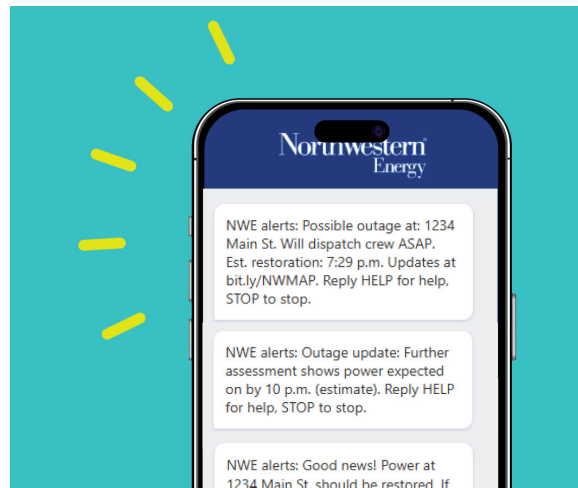 NorthWestern
Energy
NWE alerts: Possible outage at: 1234
Main St. Will dispatch crew ASAP.
Est. restoration: 7:29 p.m. Updates at
bit.ly/NWMAP. Reply HELP for help,
STOP to stop.
NWE alerts: Outage update: Further
assessment shows power expected
on by 10 p.m. (estimate). Reply HELP
for help, STOP to stop.
NWE alerts: Good news! Power at
1234 Main St. should be restored. If